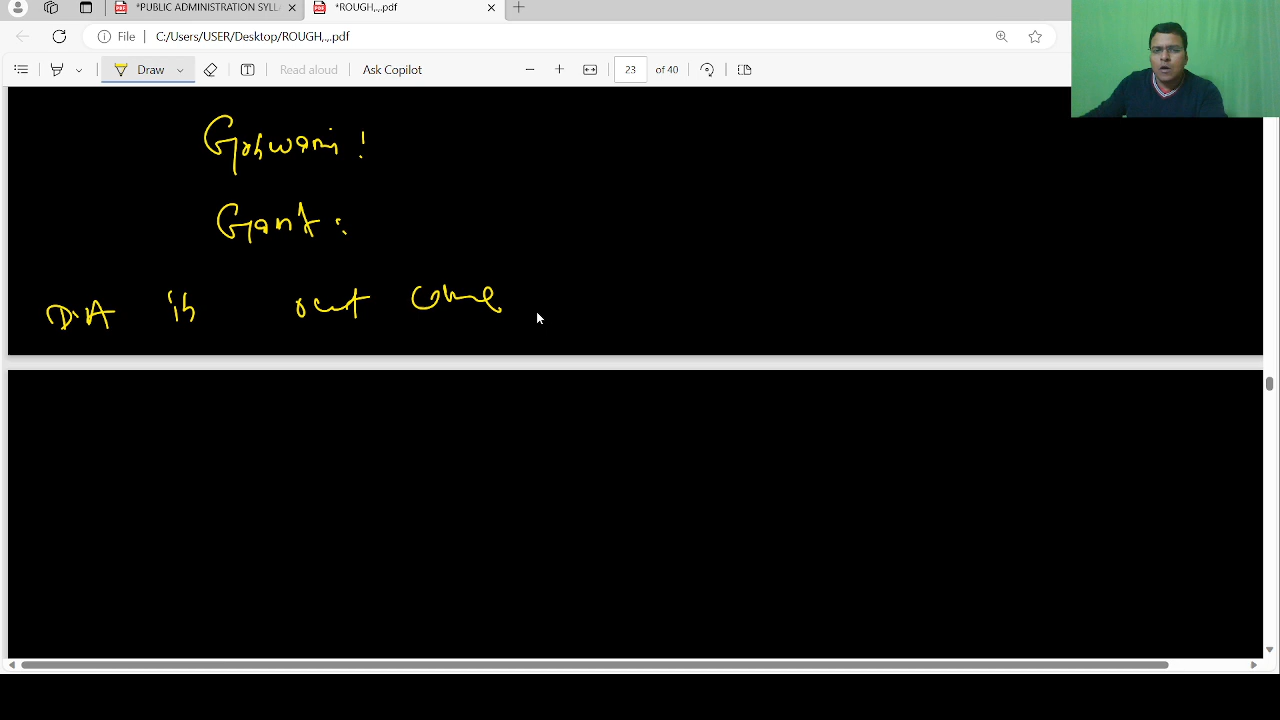 *PUBLIC ADMINISTRATION SYLL
*ROUGH,.,.pdf
File C:/Users/USER/Desktop/ROUGH,.,.pdf
Draw Read aloud Ask Copilot 23 of 40
Goswami:
Gant:
D.A is out come